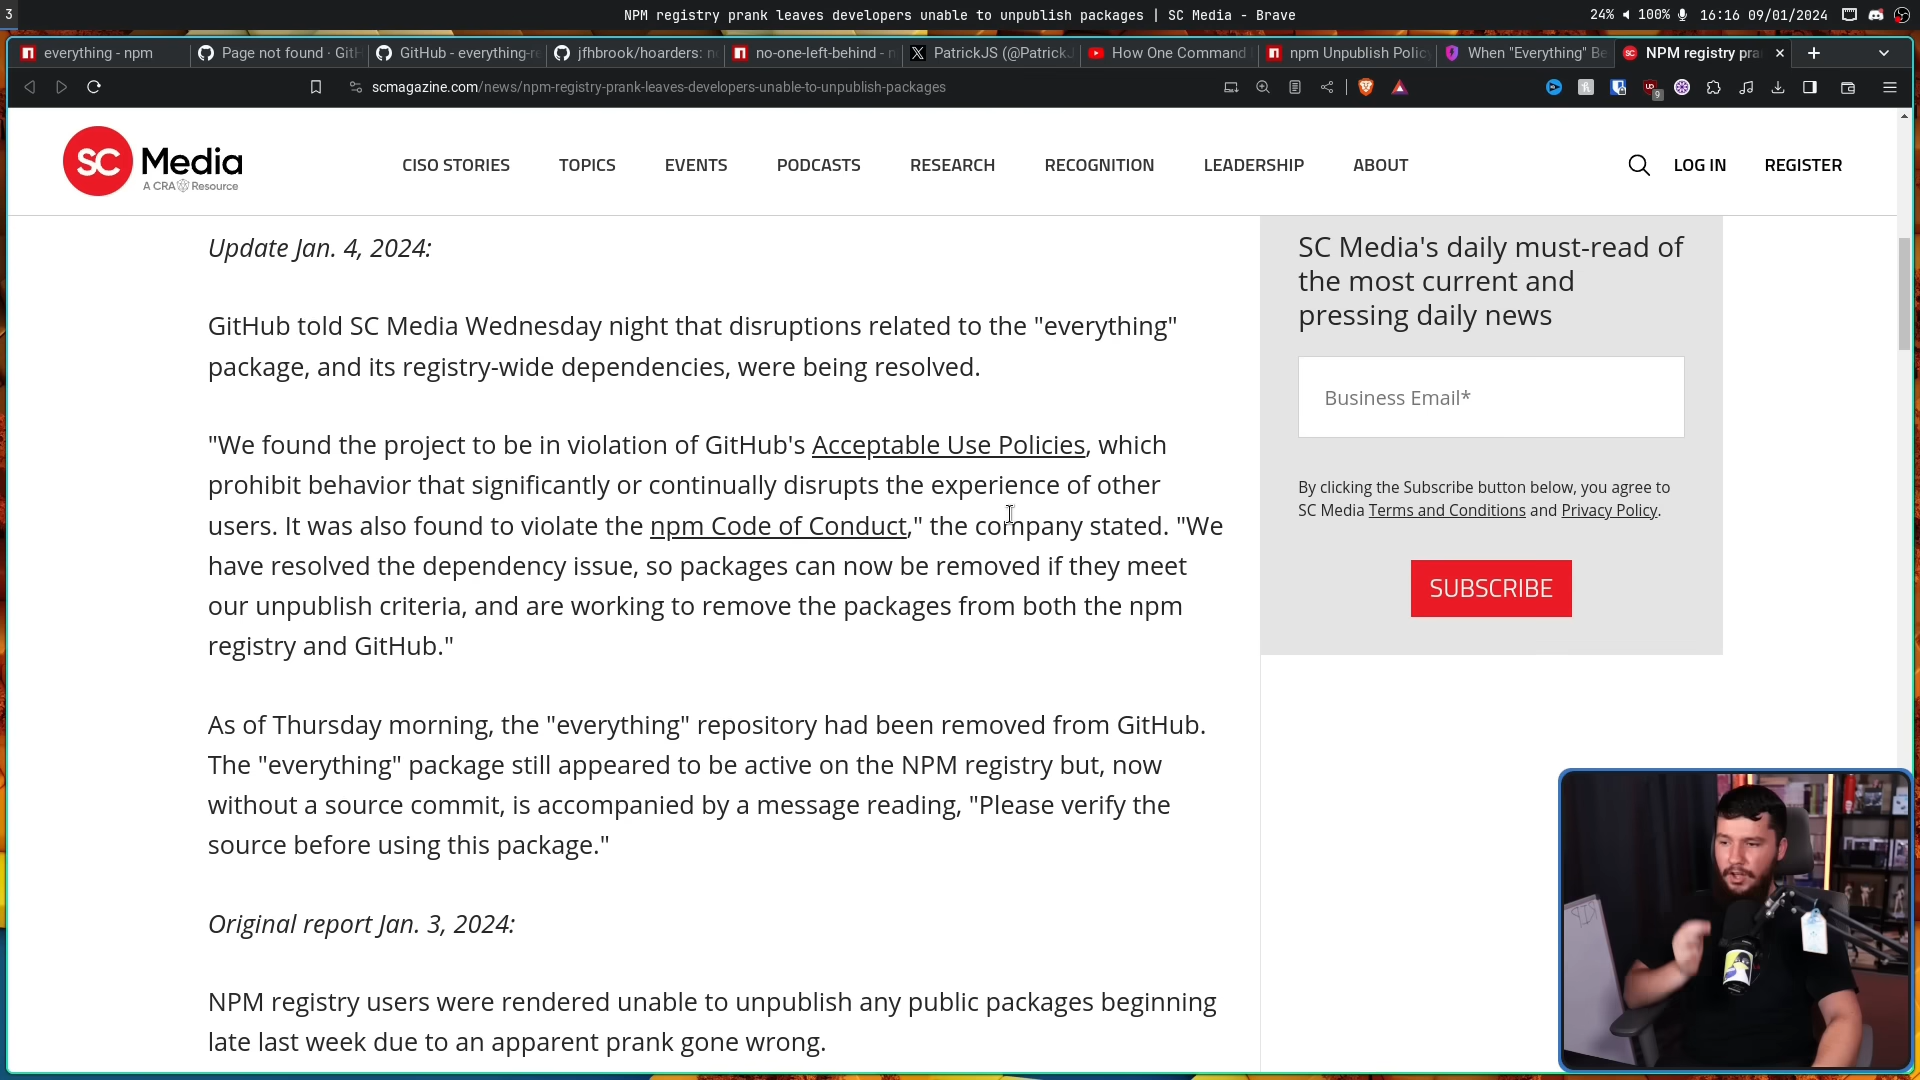 3
NPM registry prank leaves developers unable to unpublish packages | SC Media - Brave
24% 100% 16:16 09/01/2024
everything - npm
Page not found · GitH
GitHub - everything-re
jfhbrook/hoarders: n
no-one-left-behind - n
PatrickJS (@PatrickJ
How One Command
npm Unpublish Polic
When "Everything" Be
NPM registry pra
scmagazine.com/news/npm-registry-prank-leaves-developers-unable-to-unpublish-packages
9
SC Media
A CRA Resource
CISO STORIES TOPICS EVENTS PODCASTS RESEARCH RECOGNITION LEADERSHIP ABOUT
LOG IN REGISTER
Update Jan. 4, 2024:
GitHub told SC Media Wednesday night that disruptions related to the "everything"
package, and its registry-wide dependencies, were being resolved.
"We found the project to be in violation of GitHub's Acceptable Use Policies, which
prohibit behavior that significantly or continually disrupts the experience of other
users. It was also found to violate the npm Code of Conduct," the company stated. "We
have resolved the dependency issue, so packages can now be removed if they meet
our unpublish criteria, and are working to remove the packages from both the npm
registry and GitHub."
As of Thursday morning, the "everything" repository had been removed from GitHub.
The "everything" package still appeared to be active on the NPM registry but, now
without a source commit, is accompanied by a message reading, "Please verify the
source before using this package."
Original report Jan. 3, 2024:
NPM registry users were rendered unable to unpublish any public packages beginning
late last week due to an apparent prank gone wrong.
SC Media's daily must-read of
the most current and
pressing daily news
Business Email*
By clicking the Subscribe button below, you agree to
SC Media Terms and Conditions and Privacy Policy.
SUBSCRIBE